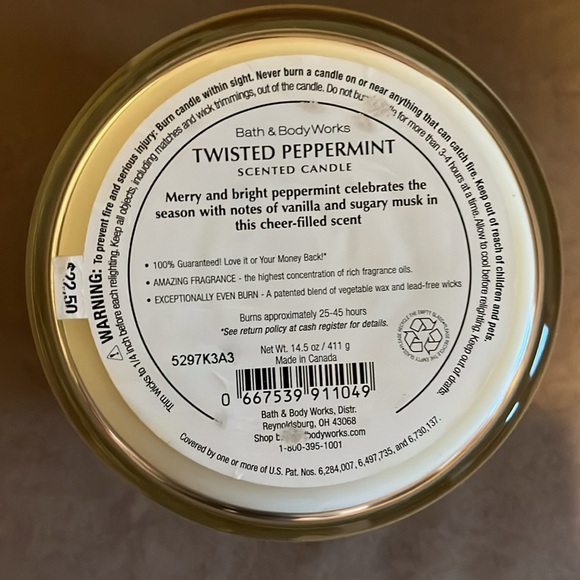 WARNING: To prevent fire and serious injury: Burn candle within sight. Never burn a candle on or near anything that can catch fire. Keep out of reach of children and pets.
Trim wicks to 1/4 inch before each relighting. Keep all objects, including matches and wick trimmings, out of the candle. Do not for more than 3-4 hours at a time. Allow to cool before relighting. Keep out of drafts.
$22.50
Bath & Body Works
TWISTED PEPPERMINT
SCENTED CANDLE
Merry and bright peppermint celebrates the
season with notes of vanilla and sugary musk in
this cheer-filled scent
• 100% Guaranteed! Love it or Your Money Back!*
• AMAZING FRAGRANCE - the highest concentration of rich fragrance oils.
• EXCEPTIONALLY EVEN BURN - A patented blend of vegetable wax and lead-free wicks
Burns approximately 25-45 hours
*See return policy at cash register for details.
Net Wt. 14.5 oz / 411 g
Made in Canada
5297K3A3
0 667539 911049
Bath & Body Works, Distr.
Reynoldsburg, OH 43068
Shop bodyworks.com
1-800-395-1001
Covered by one or more of U.S. Pat. Nos. 6,284,007, 6,497,735, and 6,730,137.